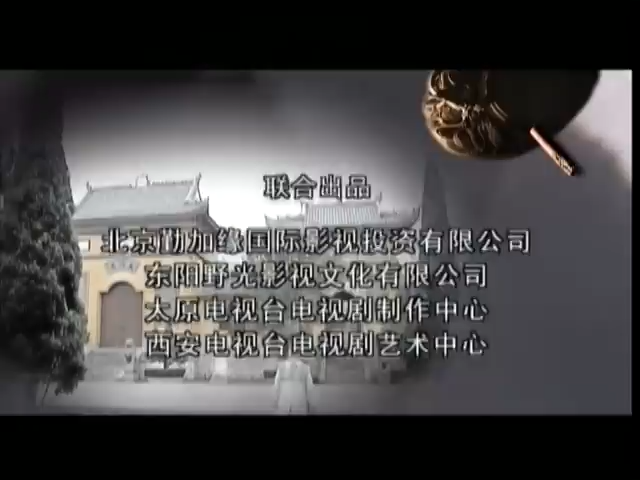 联合出品
北京勤加缘国际影视投资有限公司
东阳野光影视文化有限公司
太原电视台电视剧制作中心
西安电视台电视剧艺术中心